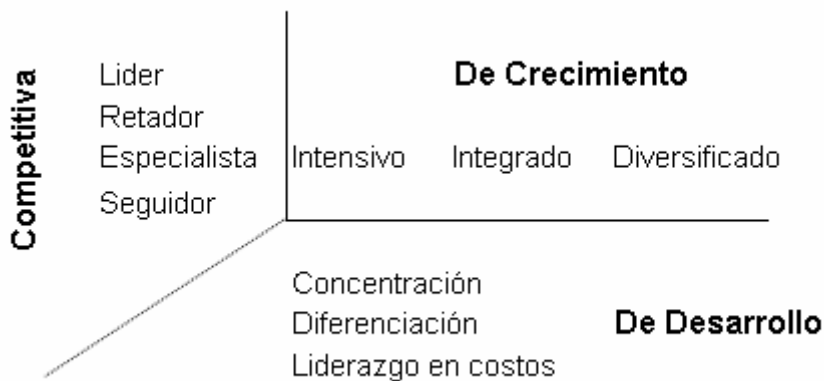 Competitiva
Lider
Retador
Especialista
Seguidor
De Crecimiento
Intensivo Integrado Diversificado
Concentración
Diferenciación
Liderazgo en costos
De Desarrollo